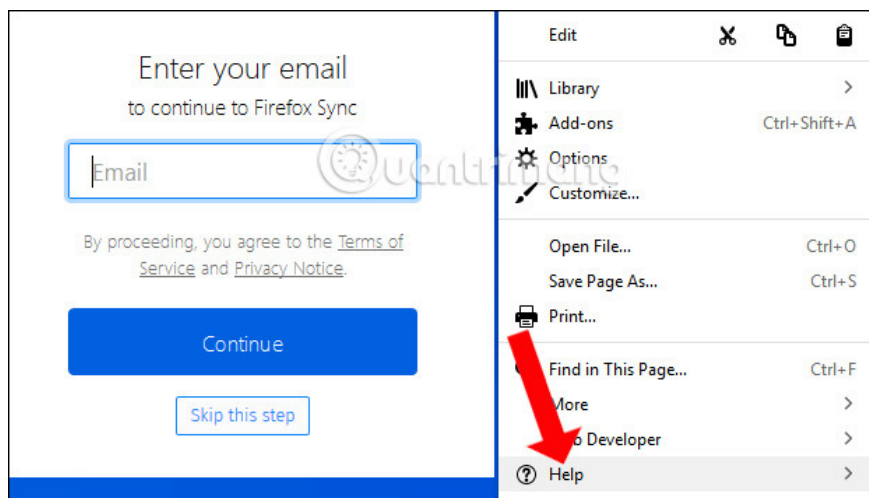 Enter your email
to continue to Firefox Sync
Email
By proceeding, you agree to the Terms of
Service and Privacy Notice.
Continue
Skip this step
Quantrimang
Edit
Library
Add-ons Ctrl+Shift+A
Options
Customize...
Open File... Ctrl+O
Save Page As... Ctrl+S
Print...
Find in This Page... Ctrl+F
More
Developer
Help